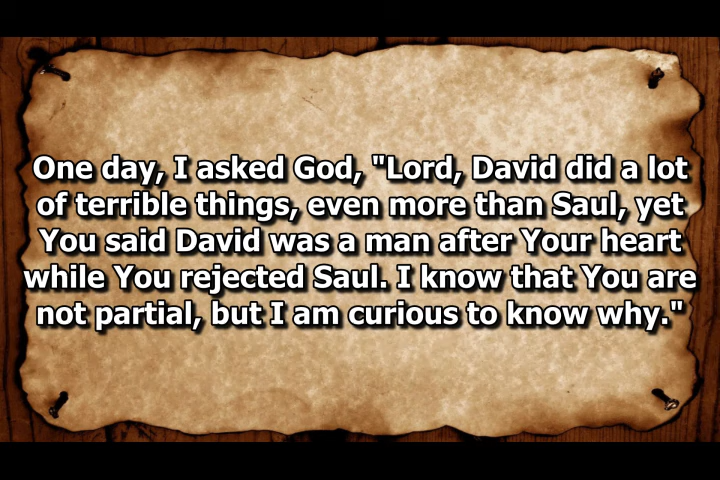 One day, I asked God, "Lord, David did a lot
of terrible things, even more than Saul, yet
You said David was a man after Your heart
while You rejected Saul. I know that You are
not partial, but I am curious to know why."